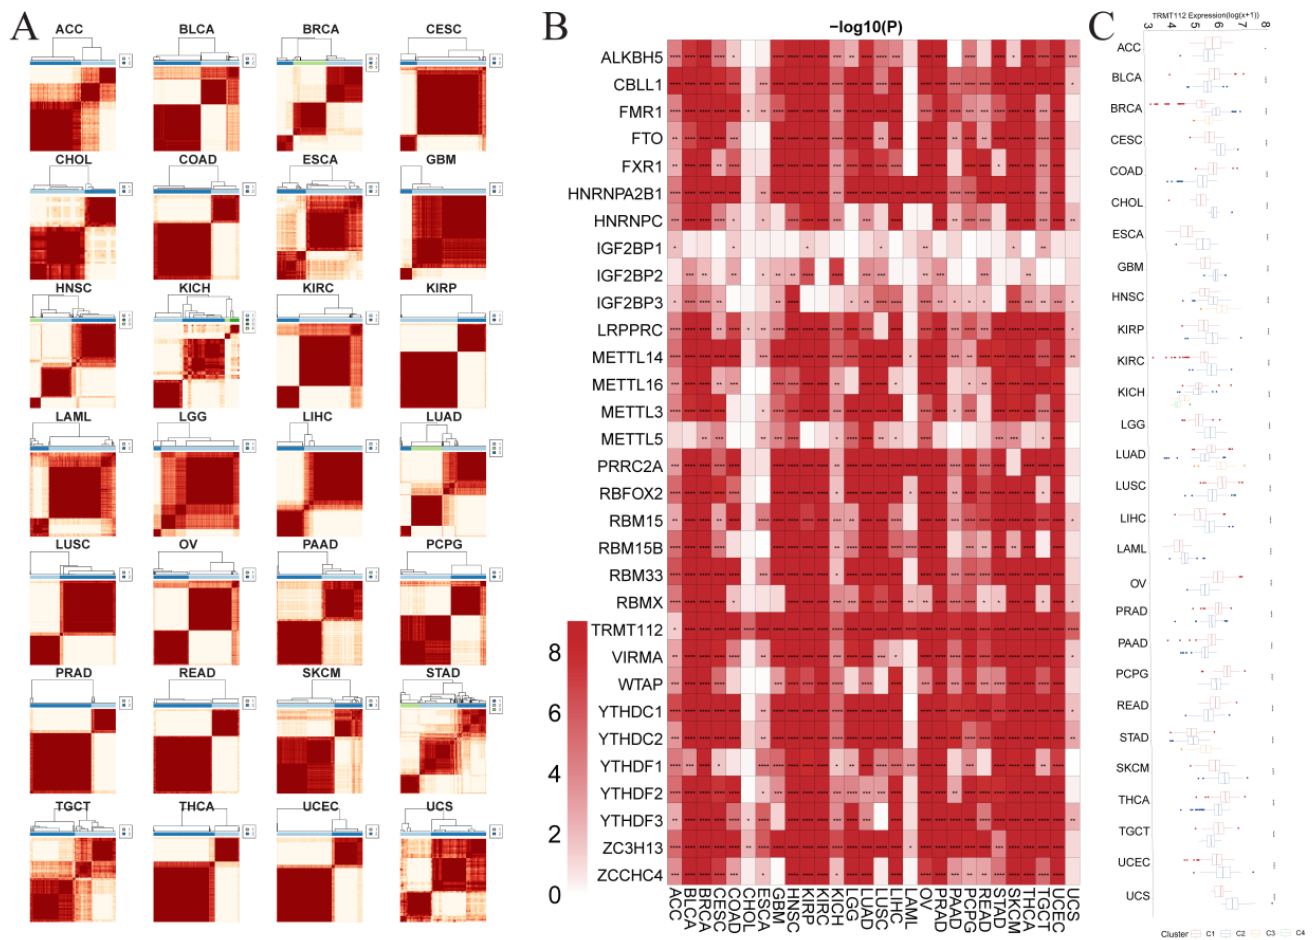 A
ACC BLCA BRCA CESC
CHOL COAD ESCA GBM
HNSC KICH KIRC KIRP
LAML LGG LIHC LUAD
LUSC OV PAAD PCPG
PRAD READ SKCM STAD
TGCT THCA UCEC UCS
B
−log10(P)
ALKBH5
CBLL1
FMR1
FTO
FXR1
HNRNPA2B1
HNRNPC
IGF2BP1
IGF2BP2
IGF2BP3
LRPPRC
METTL14
METTL16
METTL3
METTL5
PRRC2A
RBFOX2
RBM15
RBM15B
RBM33
RBMX
TRMT112
VIRMA
WTAP
YTHDC1
YTHDC2
YTHDF1
YTHDF2
YTHDF3
ZC3H13
ZCCHC4
8
6
4
2
0
ACC BLCA BRCA CESC COAD CHOL ESCA GBM HNSC KIRP KIRC KICH LGG LUAD LUSC LIHC LAML OV PRAD PAAD PCPG READ STAD SKCM THCA TGCT UCEC UCS
C
TRMT112 Expression(log(x+1))
3 4 5 6 7 8
ACC
BLCA
BRCA
CESC
COAD
CHOL
ESCA
GBM
HNSC
KIRP
KIRC
KICH
LGG
LUAD
LUSC
LIHC
LAML
OV
PRAD
PAAD
PCPG
READ
STAD
SKCM
THCA
TGCT
UCEC
UCS
Cluster C1 C2 C3 C4